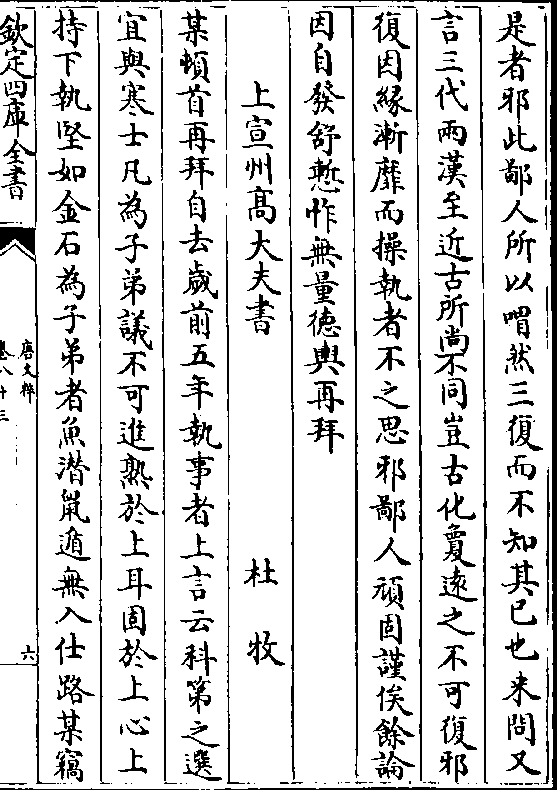 是者邪此鄙人所以喟然三復而不知其已也来問又
言三代兩漢至近古所尚不同豈古化敻遠之不可復邪
復因緣漸靡而操執者不之思邪鄙人頑固謹俟餘論
因自發舒慙怍無量德輿再拜
上宣州髙大夫書　杜牧
某頓首再拜自去歲前五年執事者上言云科第之選
宜與寒士凡為子弟議不可進熟於上耳固於上心上
持下執堅如金石為子弟者魚潜鼠遁無入仕路某竊
欽定四庫全書
唐文粹
卷八十三
六